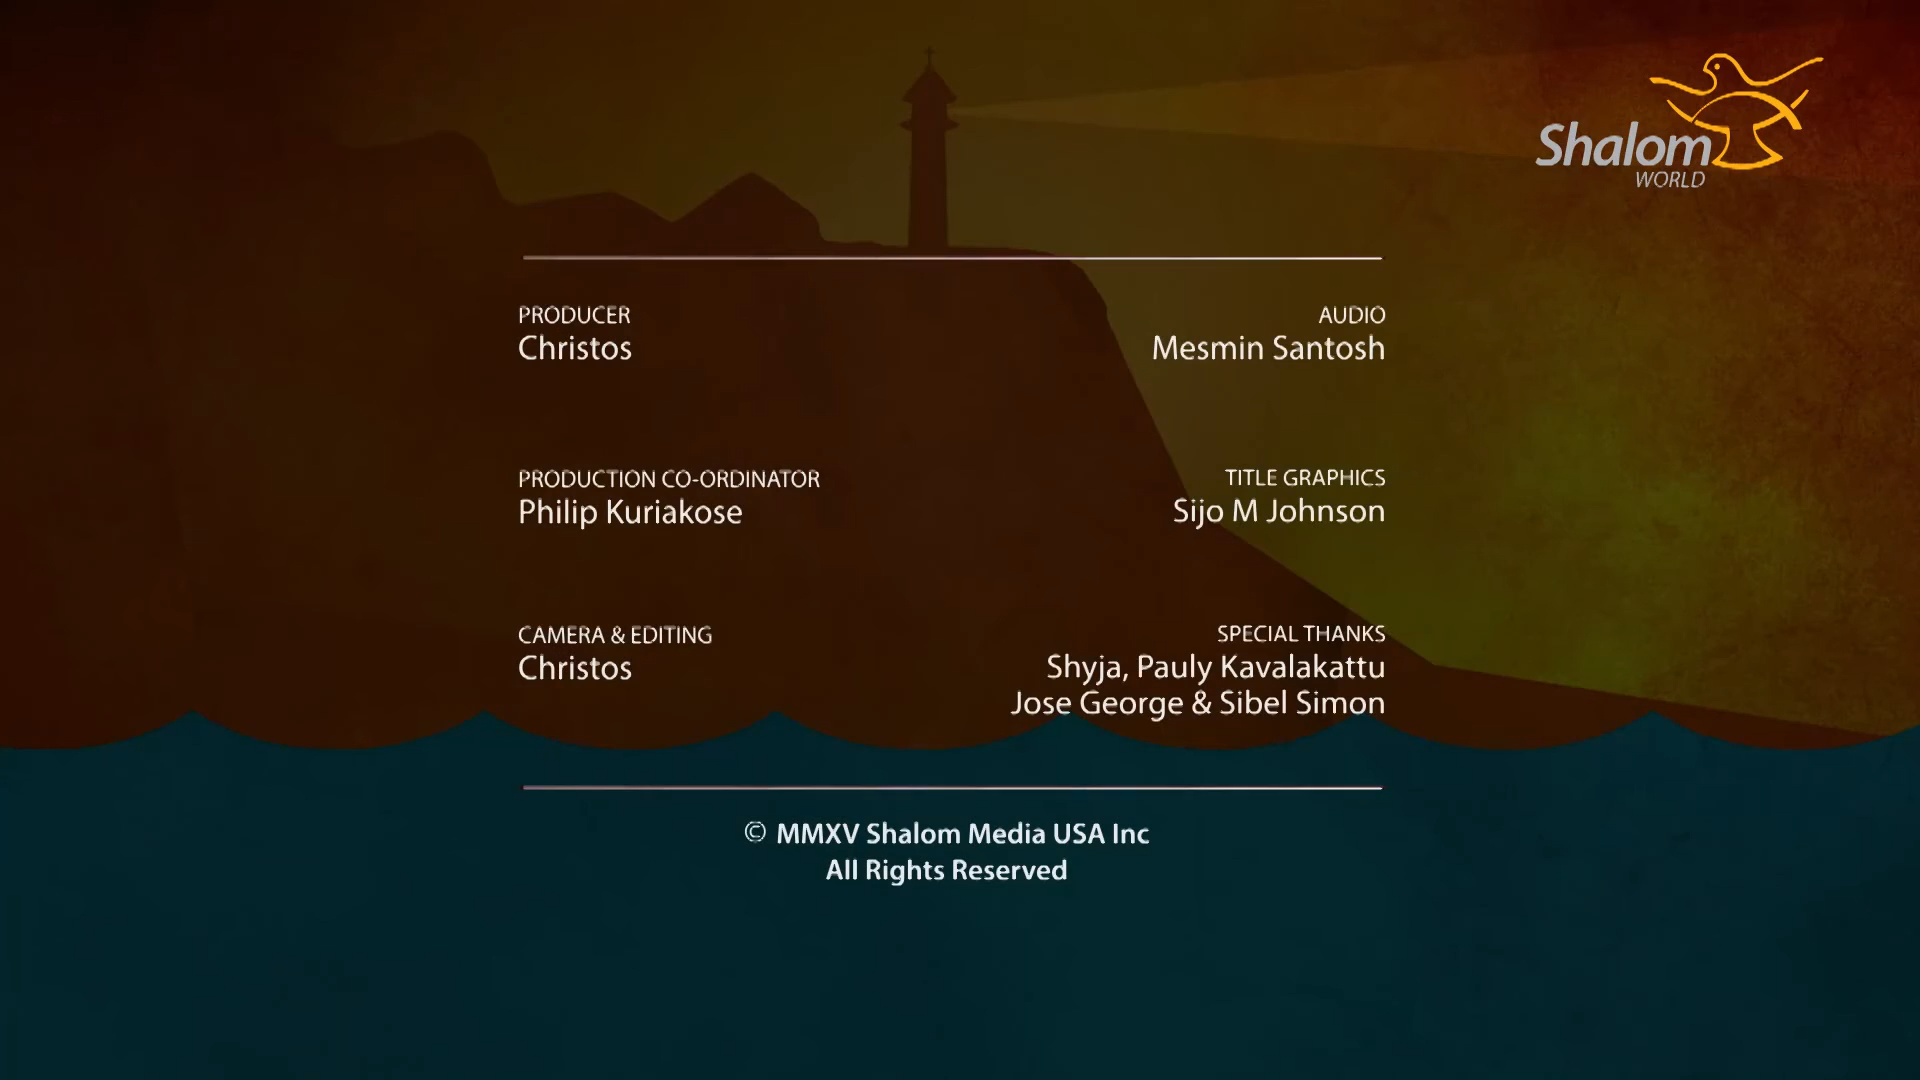 Shalom
WORLD
PRODUCER
Christos
AUDIO
Mesmin Santosh
PRODUCTION CO-ORDINATOR
Philip Kuriakose
TITLE GRAPHICS
Sijo M Johnson
CAMERA & EDITING
Christos
SPECIAL THANKS
Shyja, Pauly Kavalakattu
Jose George & Sibel Simon
© MMXV Shalom Media USA Inc
All Rights Reserved